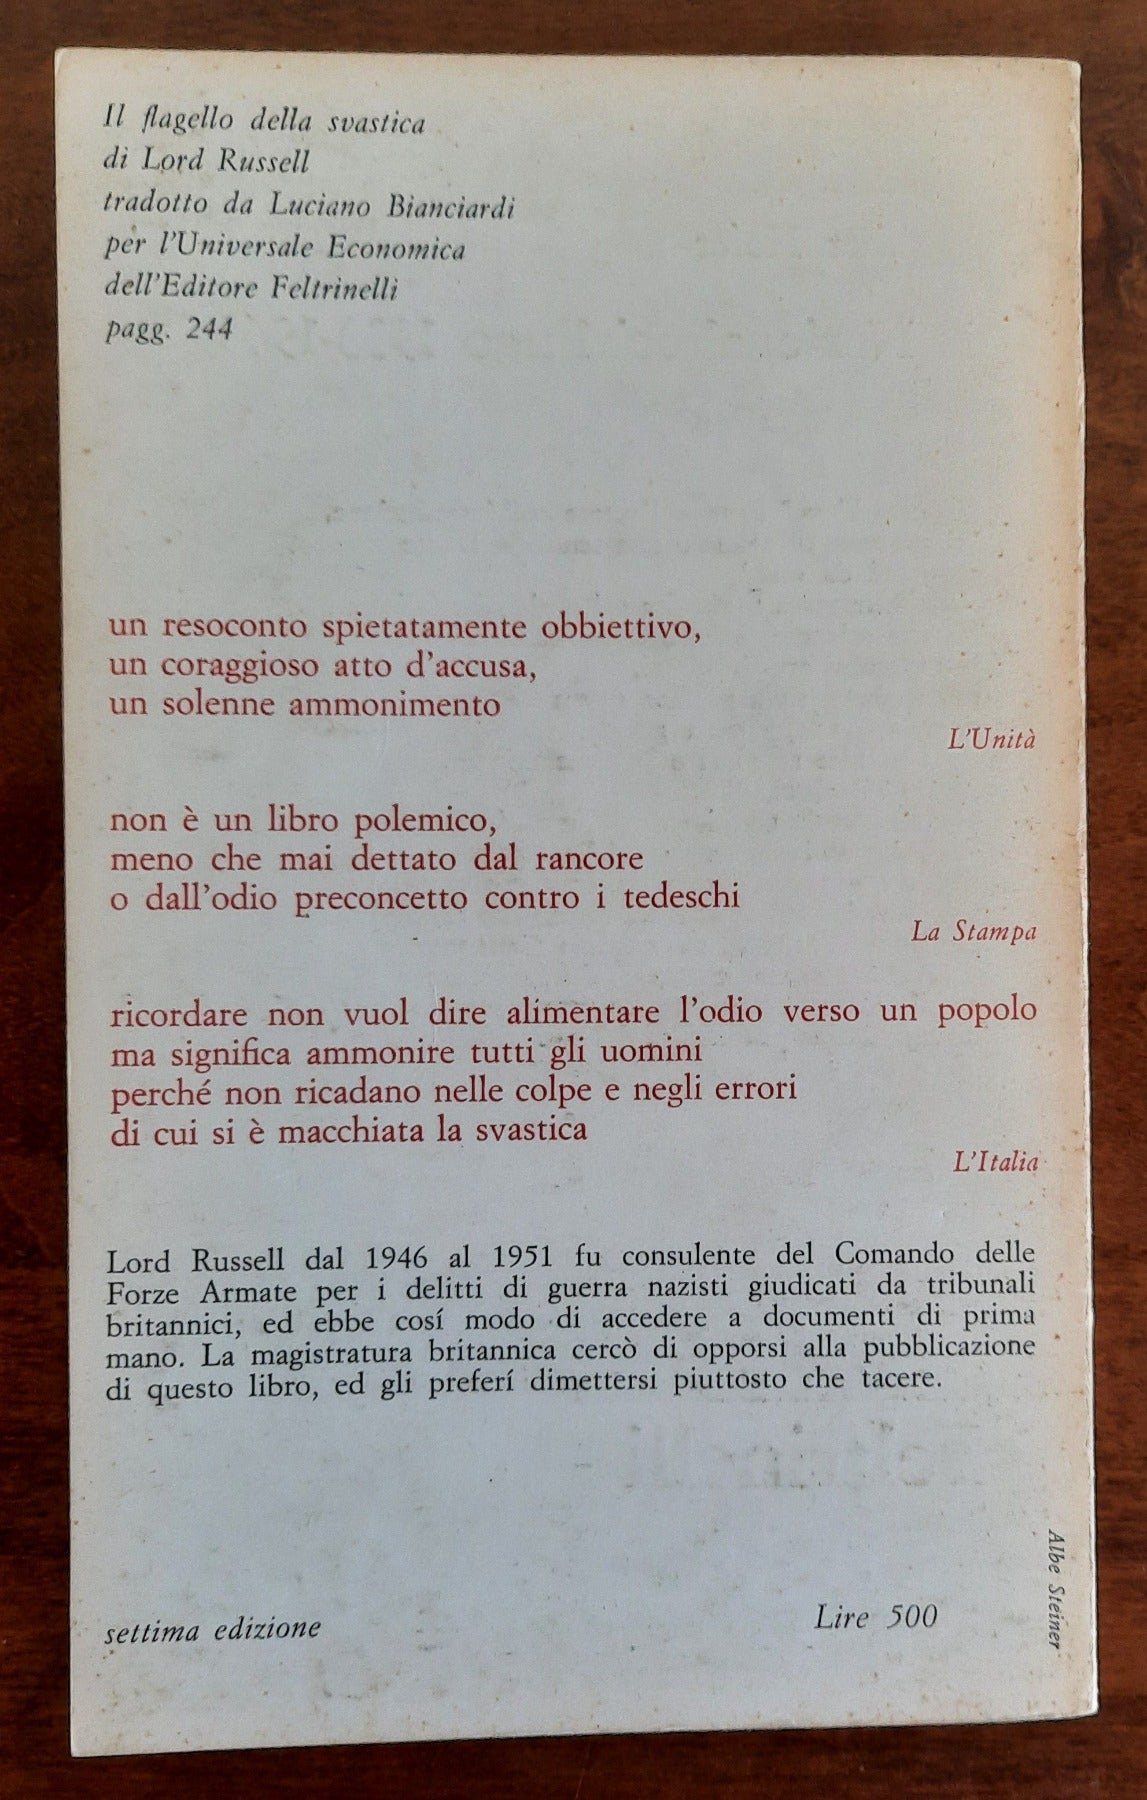 Il flagello della svastica
di Lord Russell
tradotto da Luciano Bianciardi
per l'Universale Economica
dell'Editore Feltrinelli
pagg. 244
un resoconto spietatamente obbiettivo,
un coraggioso atto d'accusa,
un solenne ammonimento
L'Unità
non è un libro polemico,
meno che mai dettato dal rancore
o dall'odio preconcetto contro i tedeschi
La Stampa
ricordare non vuol dire alimentare l'odio verso un popolo
ma significa ammonire tutti gli uomini
perché non ricadano nelle colpe e negli errori
di cui si è macchiata la svastica
L'Italia
Lord Russell dal 1946 al 1951 fu consulente del Comando delle
Forze Armate per i delitti di guerra nazisti giudicati da tribunali
britannici, ed ebbe cosí modo di accedere a documenti di prima
mano. La magistratura britannica cercò di opporsi alla pubblicazione
di questo libro, ed gli preferí dimettersi piuttosto che tacere.
settima edizione
Lire 500
Albe Steiner